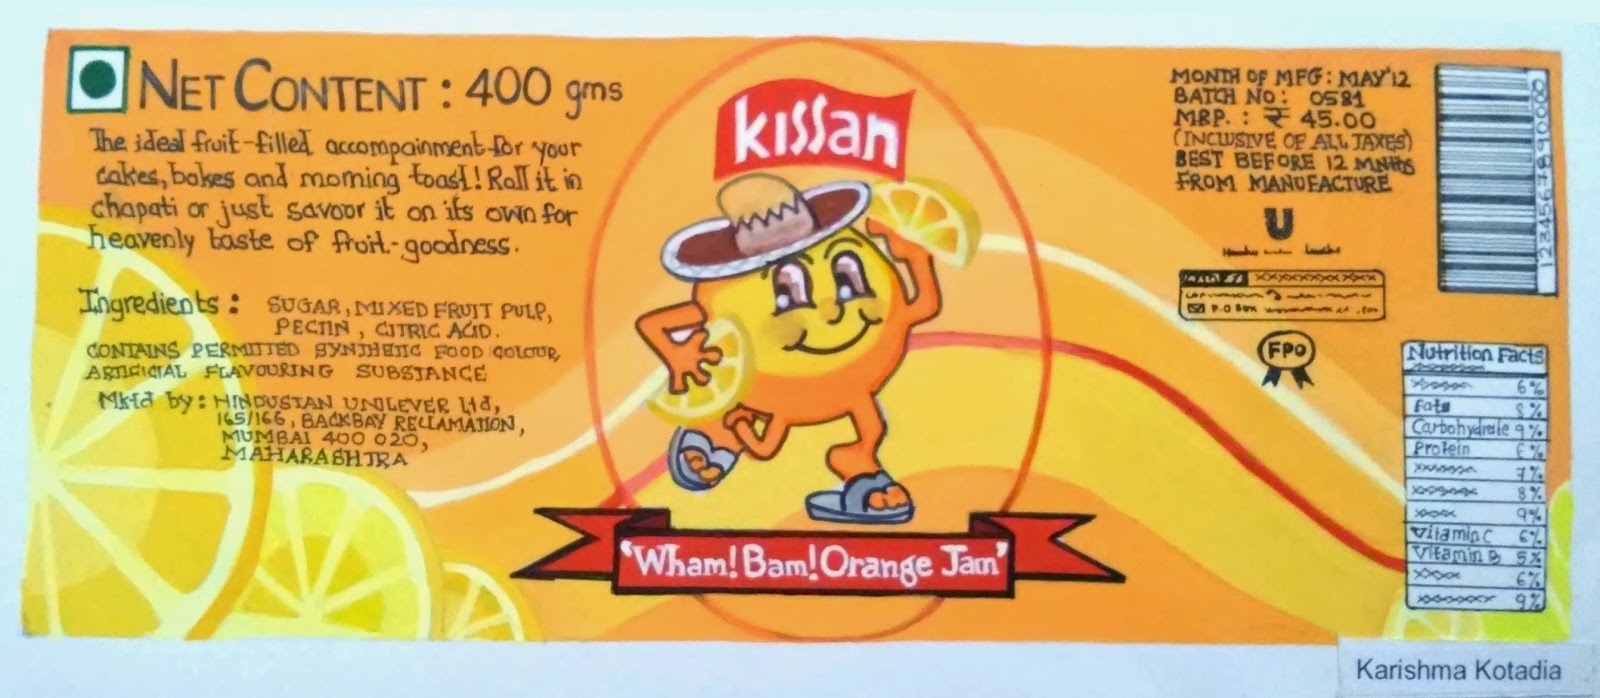 NET CONTENT : 400 gms
The ideal fruit-filled accompainment for your
cakes, bakes and morning toast! Roll it in
chapati or just savour it on its own for
heavenly taste of fruit-goodness.
Ingredients : SUGAR, MIXED FRUIT PULP,
PECTIN, CITRIC ACID.
CONTAINS PERMITTED SYNTHETIC FOOD COLOUR,
ARTIFICIAL FLAVOURING SUBSTANCE
Mktd by: HINDUSTAN UNILEVER Ltd,
165/166, BACKBAY RECLAMATION,
MUMBAI 400 020,
MAHARASHTRA
kissan
'Wham! Bam! Orange Jam'
MONTH OF MFG: MAY'12
BATCH NO: 0581
MRP. : ₹ 45.00
(INCLUSIVE OF ALL TAXES)
BEST BEFORE 12 MNTHS
FROM MANUFACTURE
U
P.O Box
FPO
1234567890000
Nutrition Facts
6%
Fats 8%
Carbohydrate 9%
Protein 6%
7%
8%
9%
Vitamin C 6%
Vitamin B 5%
6%
9%
Karishma Kotadia